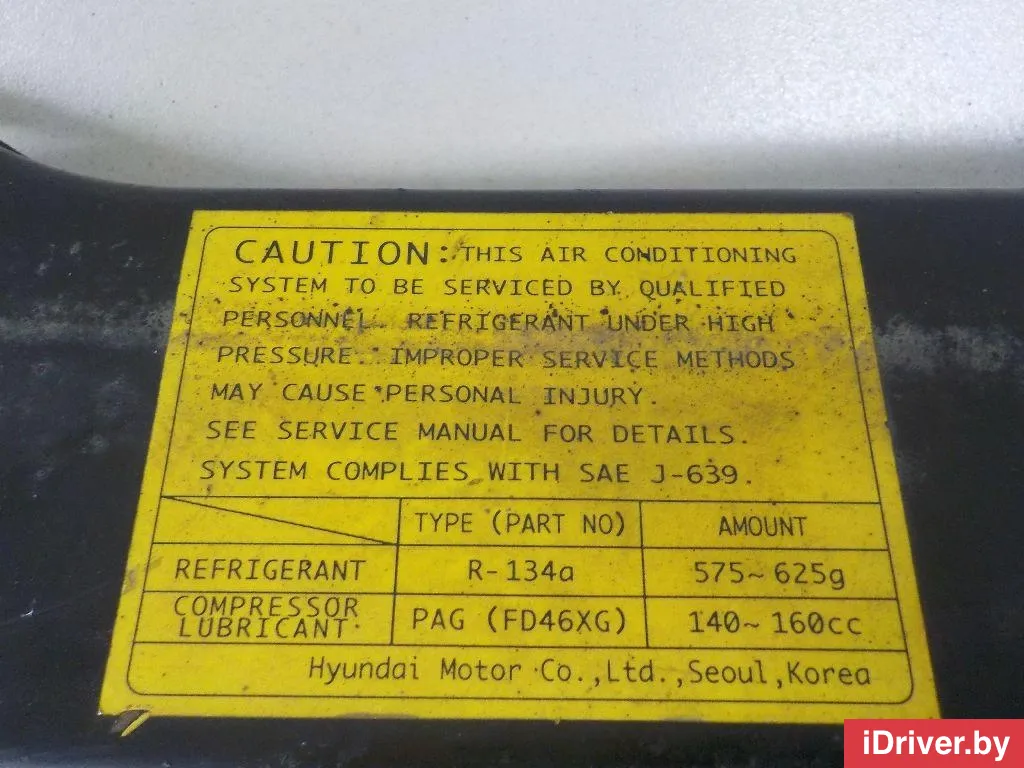 CAUTION: THIS AIR CONDITIONING
SYSTEM TO BE SERVICED BY QUALIFIED
PERSONNEL. REFRIGERANT UNDER HIGH
PRESSURE. IMPROPER SERVICE METHODS
MAY CAUSE PERSONAL INJURY.
SEE SERVICE MANUAL FOR DETAILS.
SYSTEM COMPLIES WITH SAE J-639.
TYPE (PART NO) AMOUNT
REFRIGERANT R-134a 575~625g
COMPRESSOR
LUBRICANT PAG (FD46XG) 140~160cc
Hyundai Motor Co.,Ltd.,Seoul,Korea
iDriver.by